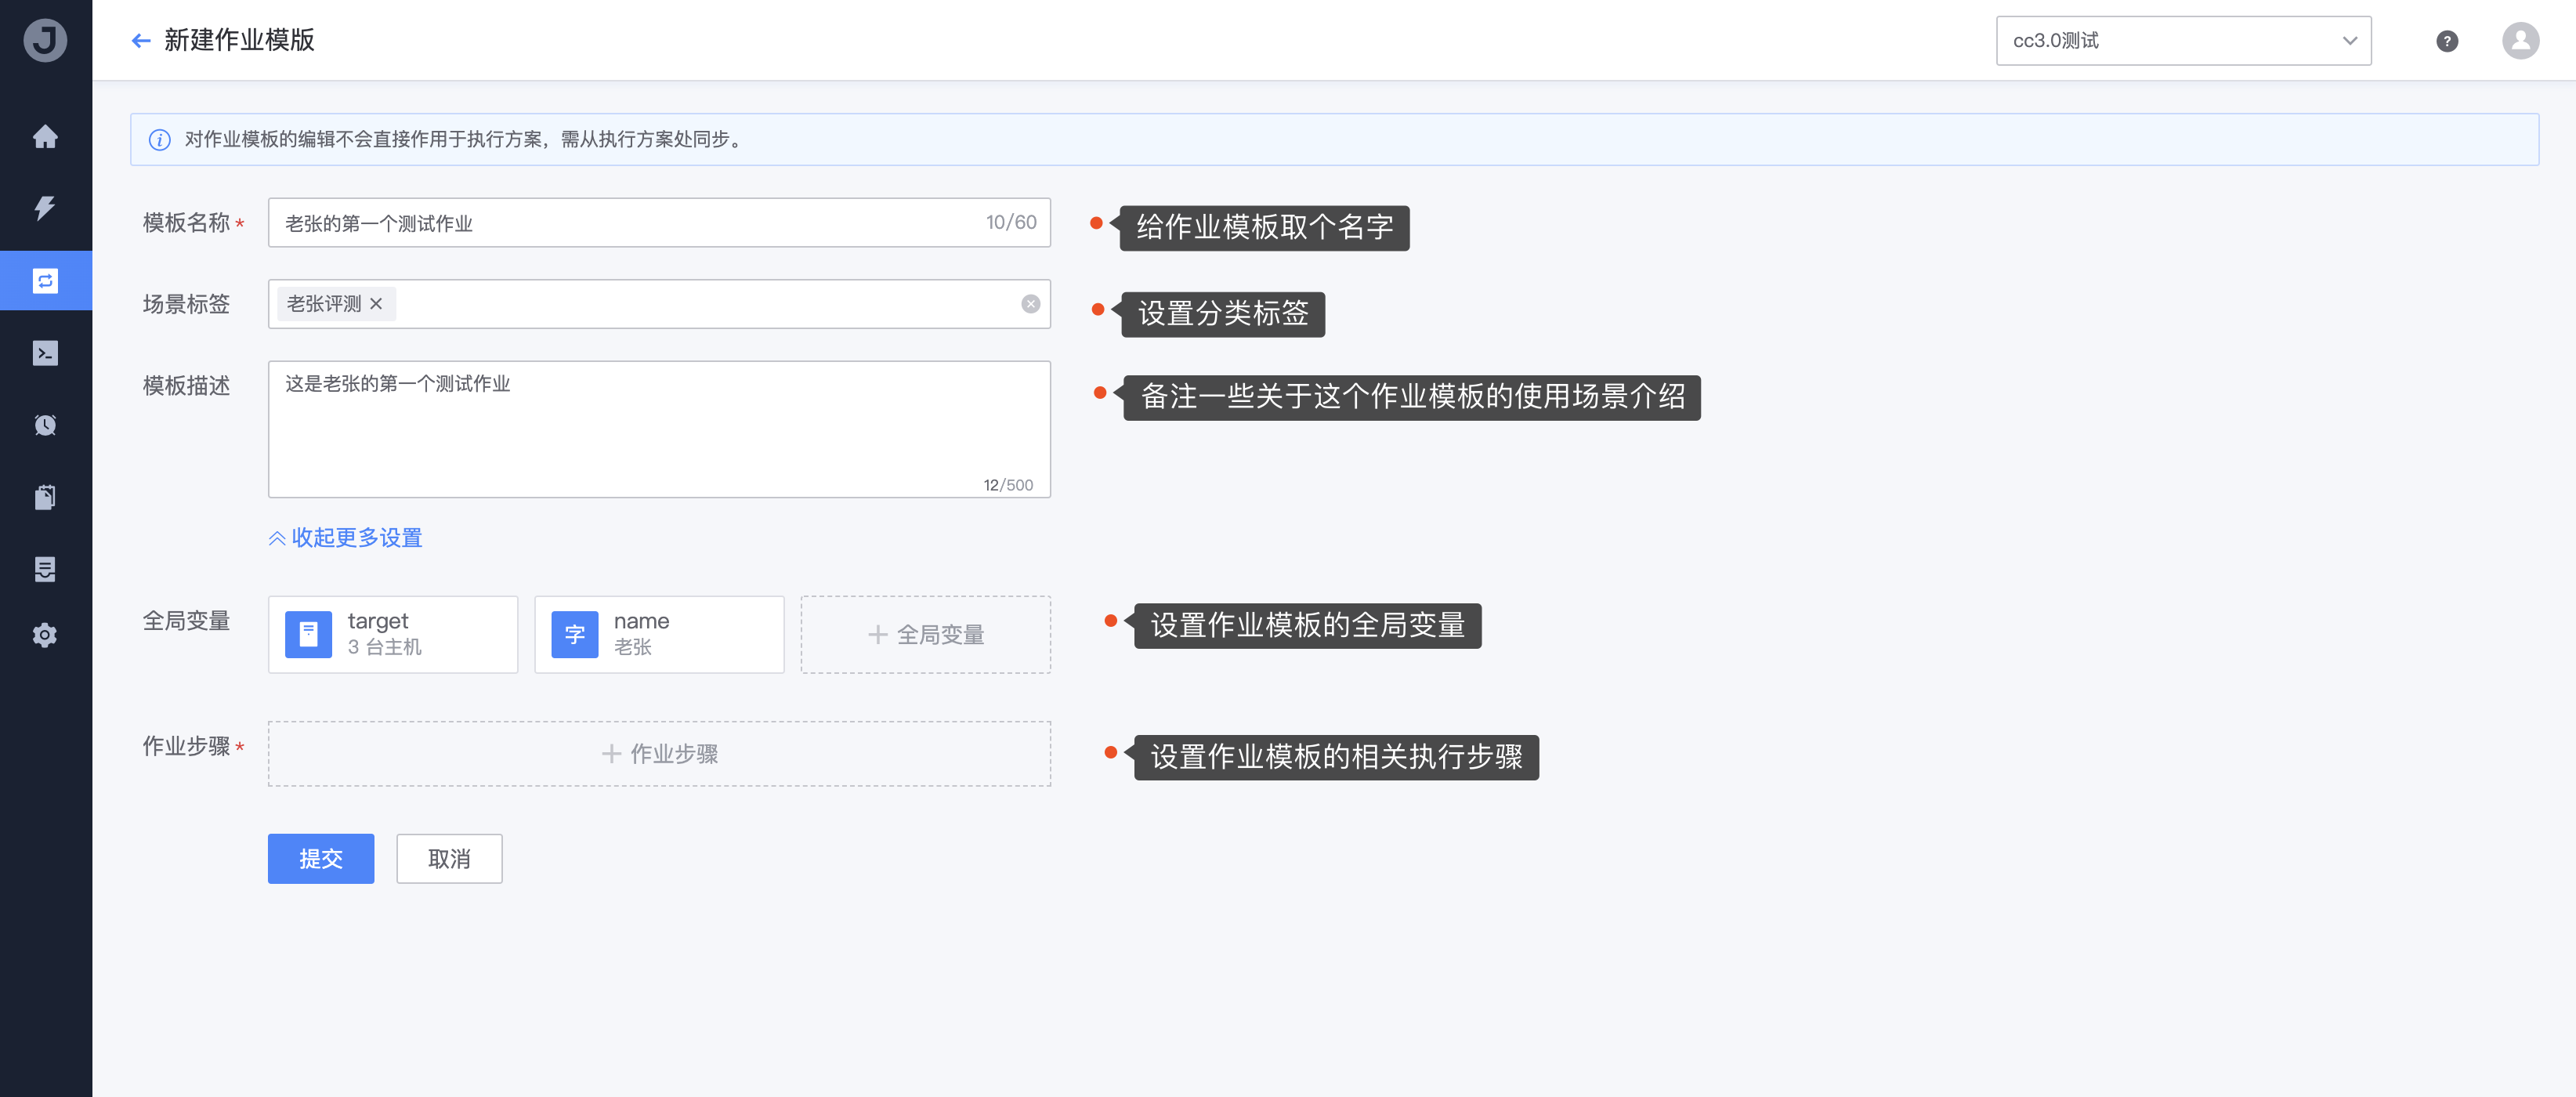 J
新建作业模版
cc3.0测试
?
对作业模板的编辑不会直接作用于执行方案，需从执行方案处同步。
模板名称*
老张的第一个测试作业
10/60
给作业模板取个名字
场景标签
老张评测
设置分类标签
模板描述
这是老张的第一个测试作业
12/500
备注一些关于这个作业模板的使用场景介绍
收起更多设置
全局变量
target
3 台主机
字
name
老张
+ 全局变量
设置作业模板的全局变量
作业步骤*
+ 作业步骤
设置作业模板的相关执行步骤
提交
取消